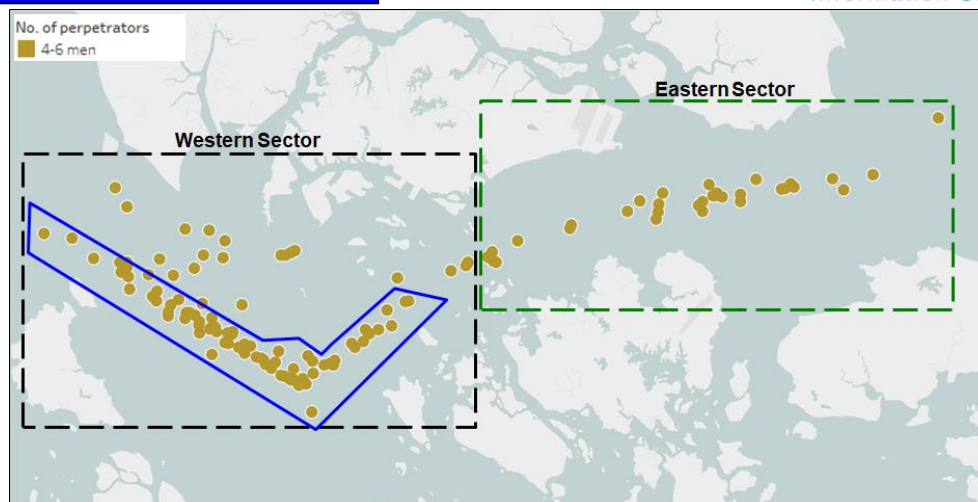 No. of perpetrators
4-6 men
Eastern Sector
Western Sector